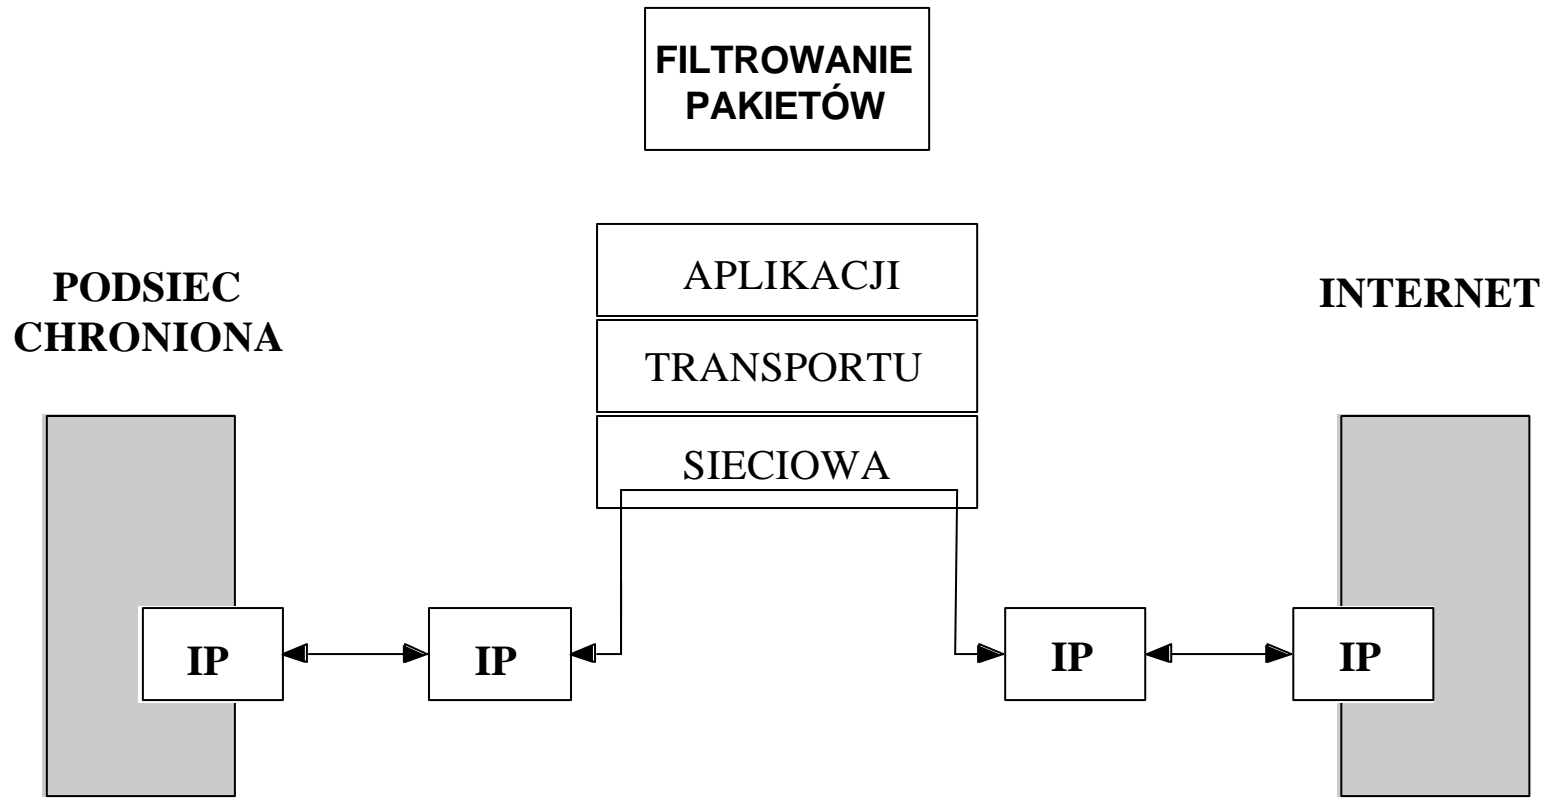 FILTROWANIE
PAKIETÓW
APLIKACJI
PODSIEC
CHRONIONA
INTERNET
TRANSPORTU
SIECIOWA
IP
IP
IP
IP